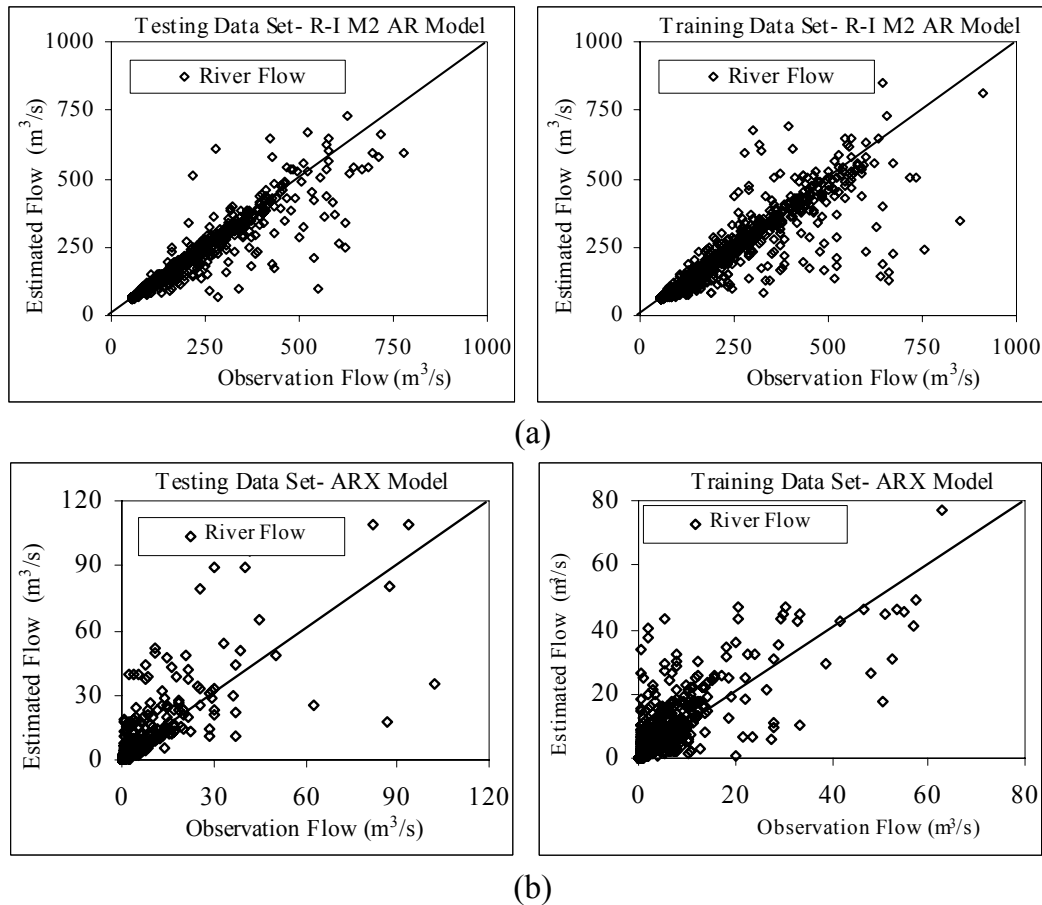 Testing Data Set- R-I M2 AR Model
1000
750
500
250
0
Estimated Flow (m³/s)
River Flow
0 250 500 750 1000
Observation Flow (m³/s)
Training Data Set- R-I M2 AR Model
1000
750
500
250
0
Estimated Flow (m³/s)
River Flow
0 250 500 750 1000
Observation Flow (m³/s)
(a)
Testing Data Set- ARX Model
120
90
60
30
0
Estimated Flow (m³/s)
River Flow
0 30 60 90 120
Observation Flow (m³/s)
Training Data Set- ARX Model
80
60
40
20
0
Estimated Flow (m³/s)
River Flow
0 20 40 60 80
Observation Flow (m³/s)
(b)